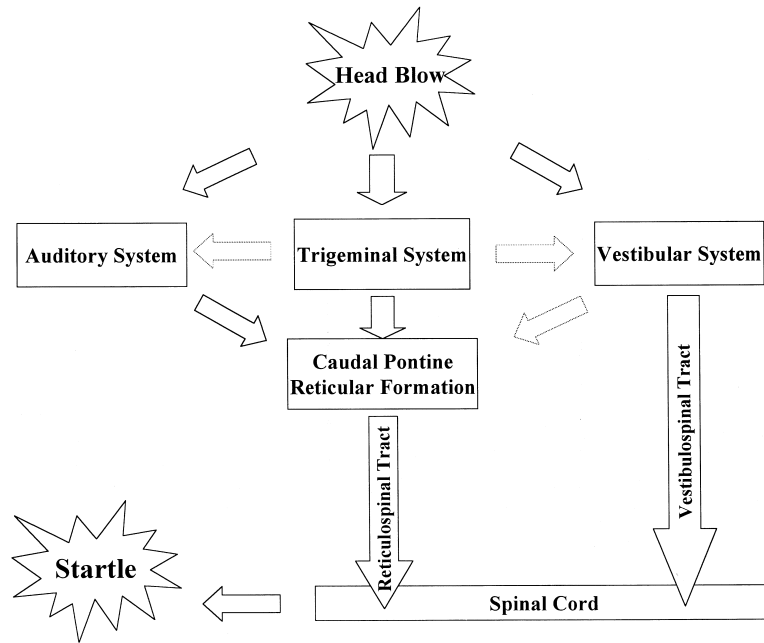 Head Blow
Auditory System
Trigeminal System
Vestibular System
Caudal Pontine
Reticular Formation
Reticulospinal Tract
Vestibulospinal Tract
Startle
Spinal Cord